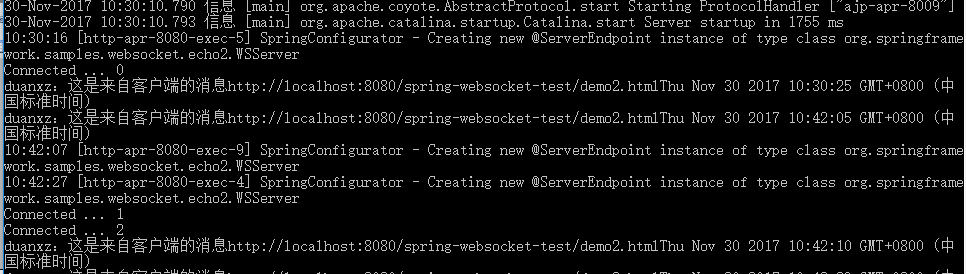 30-Nov-2017 10:30:10.790 信息 [main] org.apache.coyote.AbstractProtocol.start Starting ProtocolHandler ["ajp-apr-8009"]
30-Nov-2017 10:30:10.793 信息 [main] org.apache.catalina.startup.Catalina.start Server startup in 1755 ms
10:30:16 [http-apr-8080-exec-5] SpringConfigurator - Creating new @ServerEndpoint instance of type class org.springframe
work.samples.websocket.echo2.WSServer
Connected ... 0
duanxz：这是来自客户端的消息http://localhost:8080/spring-websocket-test/demo2.htmlThu Nov 30 2017 10:30:25 GMT+0800 (中
国标准时间)
duanxz：这是来自客户端的消息http://localhost:8080/spring-websocket-test/demo2.htmlThu Nov 30 2017 10:42:05 GMT+0800 (中
国标准时间)
10:42:07 [http-apr-8080-exec-9] SpringConfigurator - Creating new @ServerEndpoint instance of type class org.springframe
work.samples.websocket.echo2.WSServer
10:42:27 [http-apr-8080-exec-4] SpringConfigurator - Creating new @ServerEndpoint instance of type class org.springframe
work.samples.websocket.echo2.WSServer
Connected ... 1
Connected ... 2
duanxz：这是来自客户端的消息http://localhost:8080/spring-websocket-test/demo2.htmlThu Nov 30 2017 10:42:10 GMT+0800 (中
国标准时间)